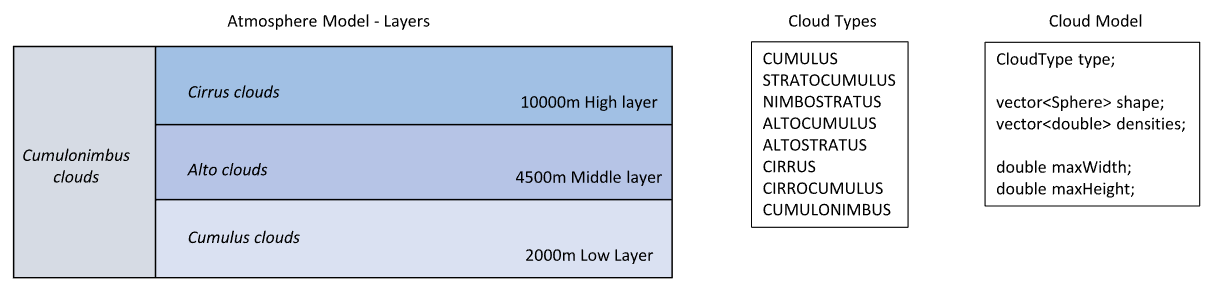 Atmosphere Model - Layers
Cumulonimbus
clouds
Cirrus clouds
10000m High layer
Alto clouds
4500m Middle layer
Cumulus clouds
2000m Low Layer
Cloud Types
CUMULUS
STRATOCUMULUS
NIMBOSTRATUS
ALTOCUMULUS
ALTOSTRATUS
CIRRUS
CIRROCUMULUS
CUMULONIMBUS
Cloud Model
CloudType type;
vector<Sphere> shape;
vector<double> densities;
double maxWidth;
double maxHeight;